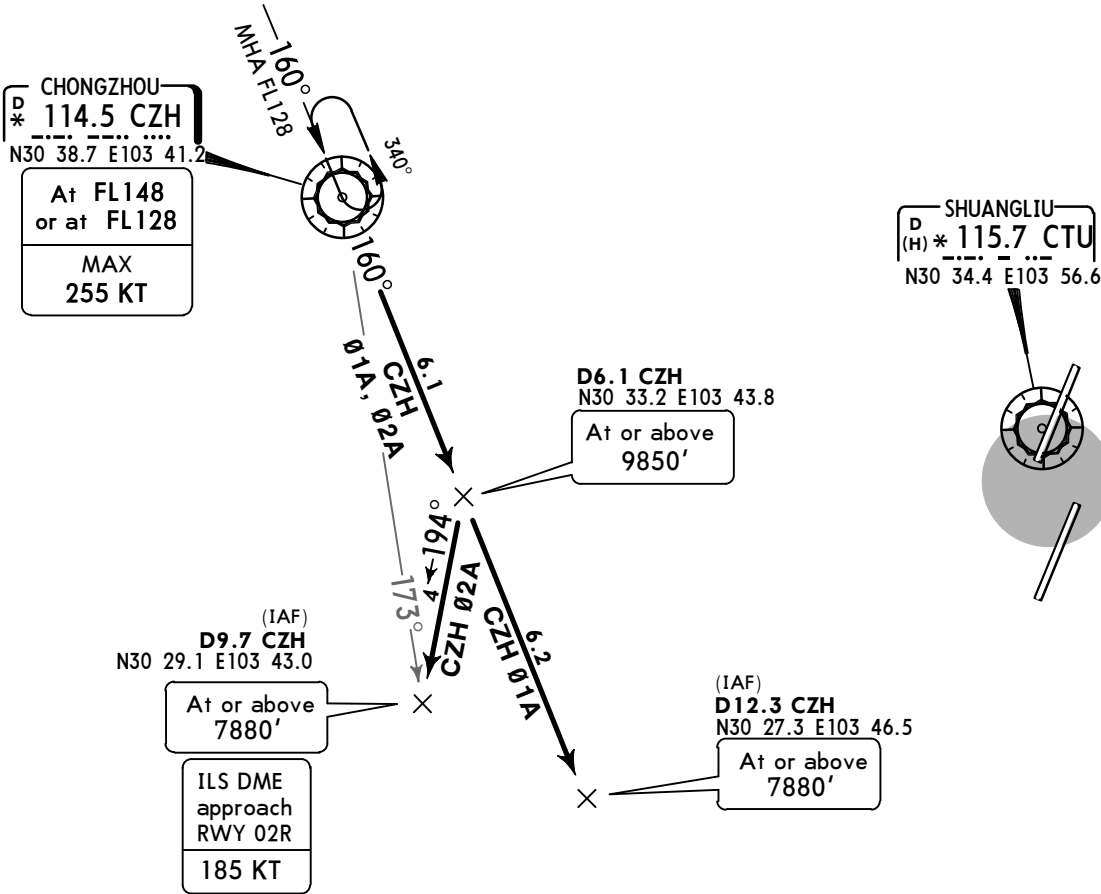 160°
MHA FL128
340°
CHONGZHOU
D
* 114.5 CZH
N30 38.7 E103 41.2
At FL148
or at FL128
MAX
255 KT
SHUANGLIU
D
(H) * 115.7 CTU
N30 34.4 E103 56.6
160°
6.1
CZH
Ø1A, Ø2A
D6.1 CZH
N30 33.2 E103 43.8
At or above
9850'
194°
4
173°
CZH Ø2A
6.2
CZH Ø1A
(IAF)
D9.7 CZH
N30 29.1 E103 43.0
At or above
7880'
ILS DME
approach
RWY 02R
185 KT
(IAF)
D12.3 CZH
N30 27.3 E103 46.5
At or above
7880'